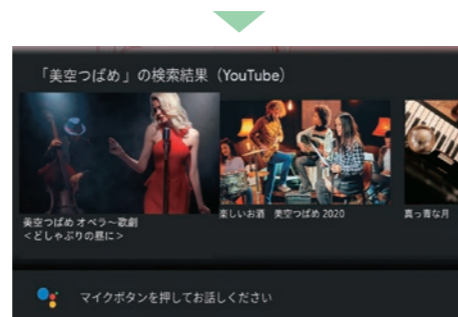 「美空つばめ」の検索結果（YouTube）
美空つばめ オペラ〜歌劇
＜どしゃぶりの昼に＞
楽しいお酒　美空つばめ 2020
真っ青な月
マイクボタンを押してお話しください